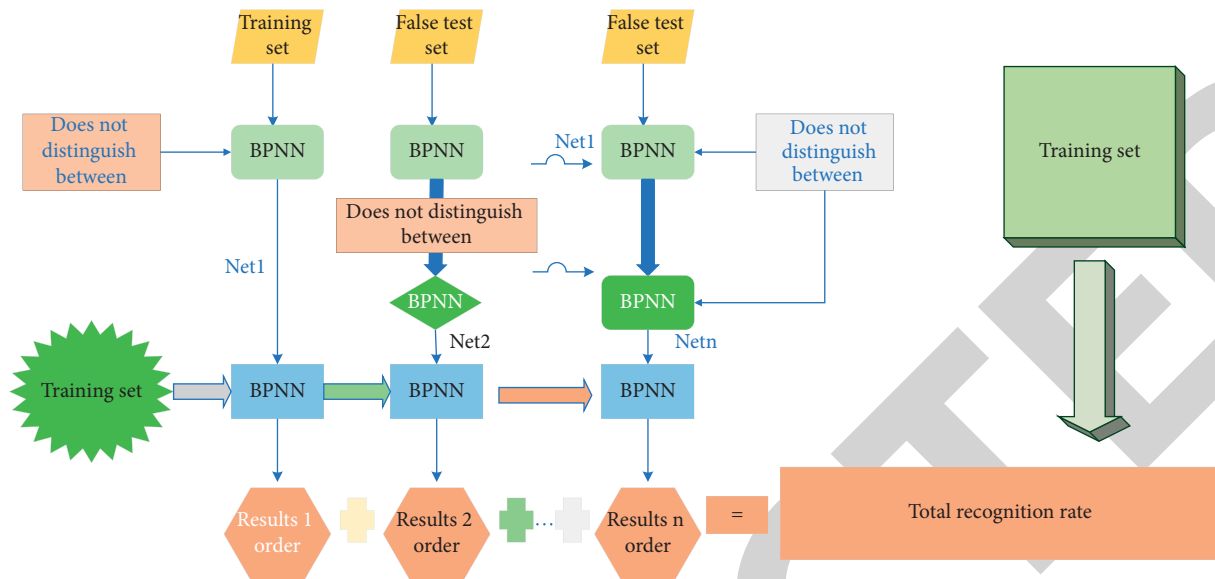 Training
set
False test
set
False test
set
Does not
distinguish
between
BPNN
BPNN
Net1
BPNN
Does not
distinguish
between
Training set
Does not distinguish
between
Net1
BPNN
BPNN
Net2
Netn
Training set
BPNN
BPNN
BPNN
Results 1
order
Results 2
order
...
Results n
order
=
Total recognition rate